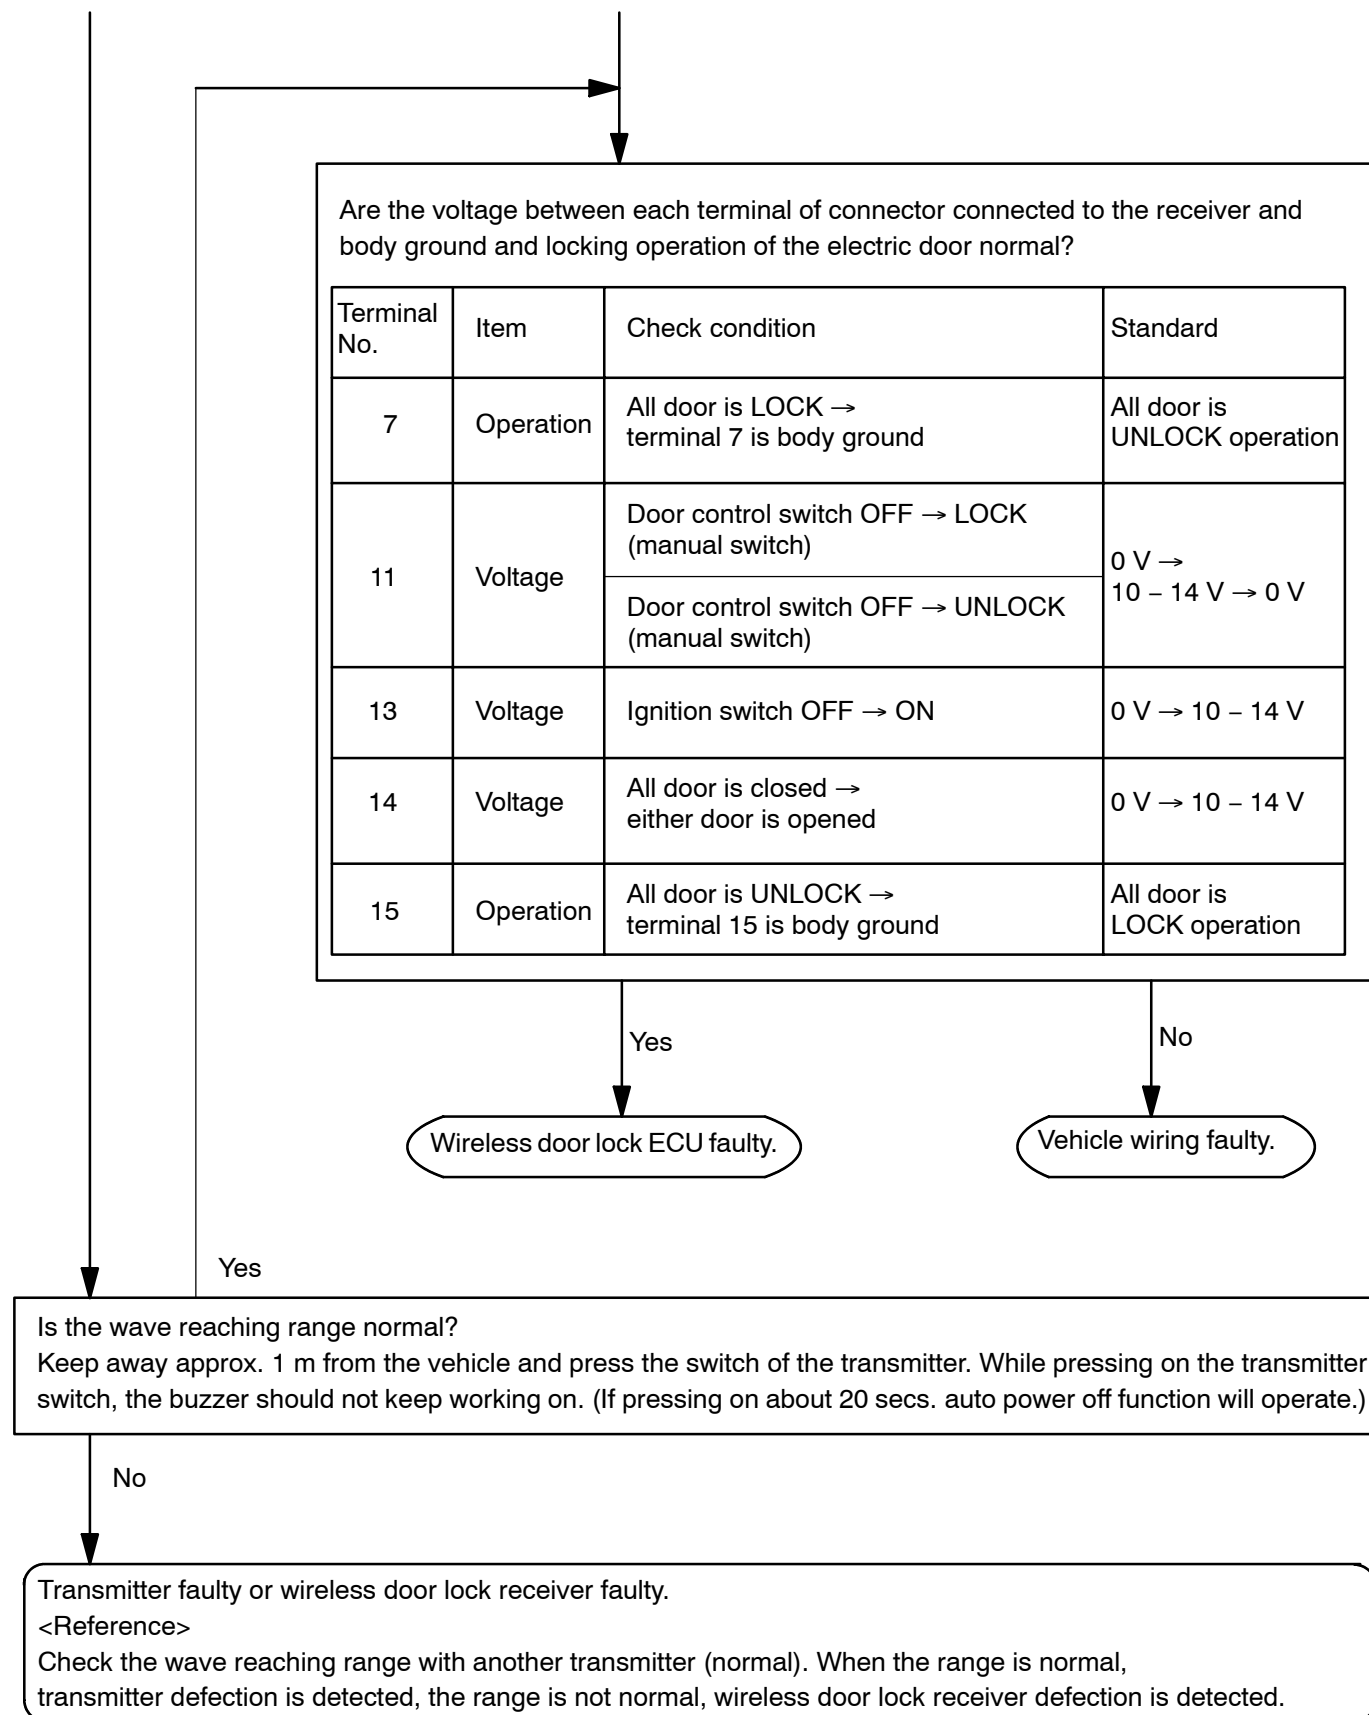 Are the voltage between each terminal of connector connected to the receiver and
body ground and locking operation of the electric door normal?
Terminal
No.
Item
Check condition
Standard
7
Operation
All door is LOCK →
terminal 7 is body ground
All door is
UNLOCK operation
11
Voltage
Door control switch OFF → LOCK
(manual switch)
Door control switch OFF → UNLOCK
(manual switch)
0 V →
10 – 14 V → 0 V
13
Voltage
Ignition switch OFF → ON
0 V → 10 – 14 V
14
Voltage
All door is closed →
either door is opened
0 V → 10 – 14 V
15
Operation
All door is UNLOCK →
terminal 15 is body ground
All door is
LOCK operation
Yes
No
Wireless door lock ECU faulty.
Vehicle wiring faulty.
Yes
Is the wave reaching range normal?
Keep away approx. 1 m from the vehicle and press the switch of the transmitter. While pressing on the transmitter
switch, the buzzer should not keep working on. (If pressing on about 20 secs. auto power off function will operate.)
No
Transmitter faulty or wireless door lock receiver faulty.
<Reference>
Check the wave reaching range with another transmitter (normal). When the range is normal,
transmitter defection is detected, the range is not normal, wireless door lock receiver defection is detected.